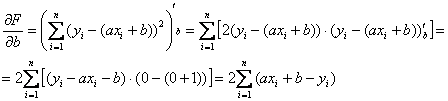 ∂F/∂b = (∑_{i=1}^{n} (y_i − (ax_i + b))^2)'_b = ∑_{i=1}^{n} [2(y_i − (ax_i + b)) · (y_i − (ax_i + b))'_b] =
= 2∑_{i=1}^{n} [(y_i − ax_i − b) · (0 − (0 + 1))] = 2∑_{i=1}^{n} (ax_i + b − y_i)